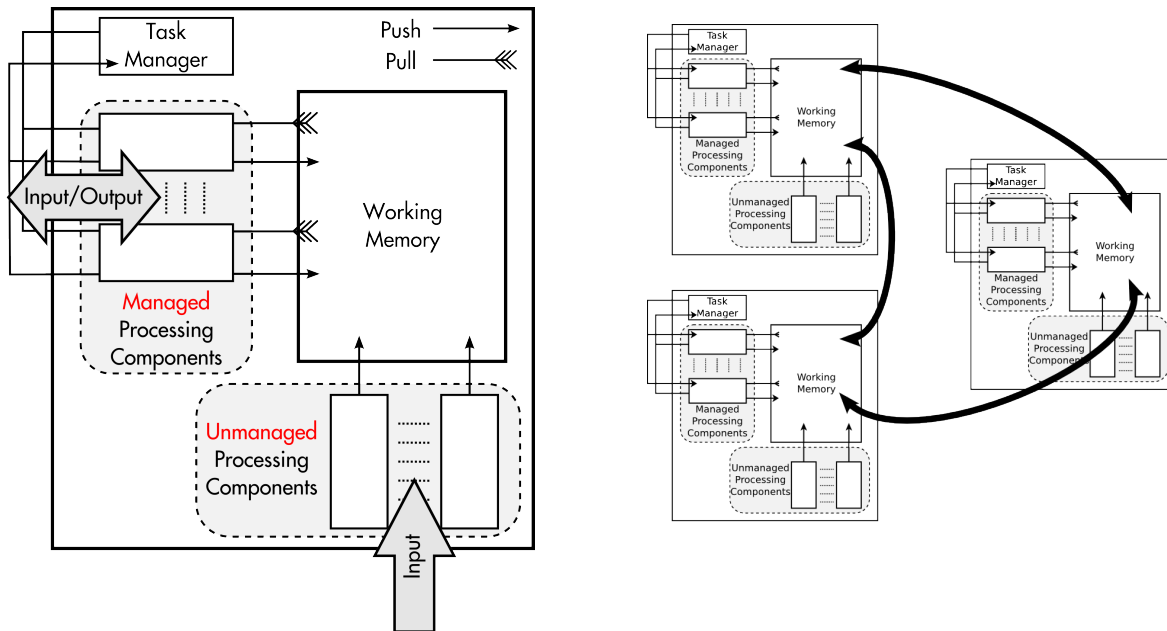 Task
Manager
Push
Pull
Input/Output
Working
Memory
Managed
Processing
Components
Unmanaged
Processing
Components
Input
Task
Manager
Working
Memory
Managed
Processing
Components
Unmanaged
Processing
Components
Task
Manager
Working
Memory
Managed
Processing
Components
Unmanaged
Processing
Components
Task
Manager
Working
Memory
Managed
Processing
Components
Unmanaged
Processing
Components